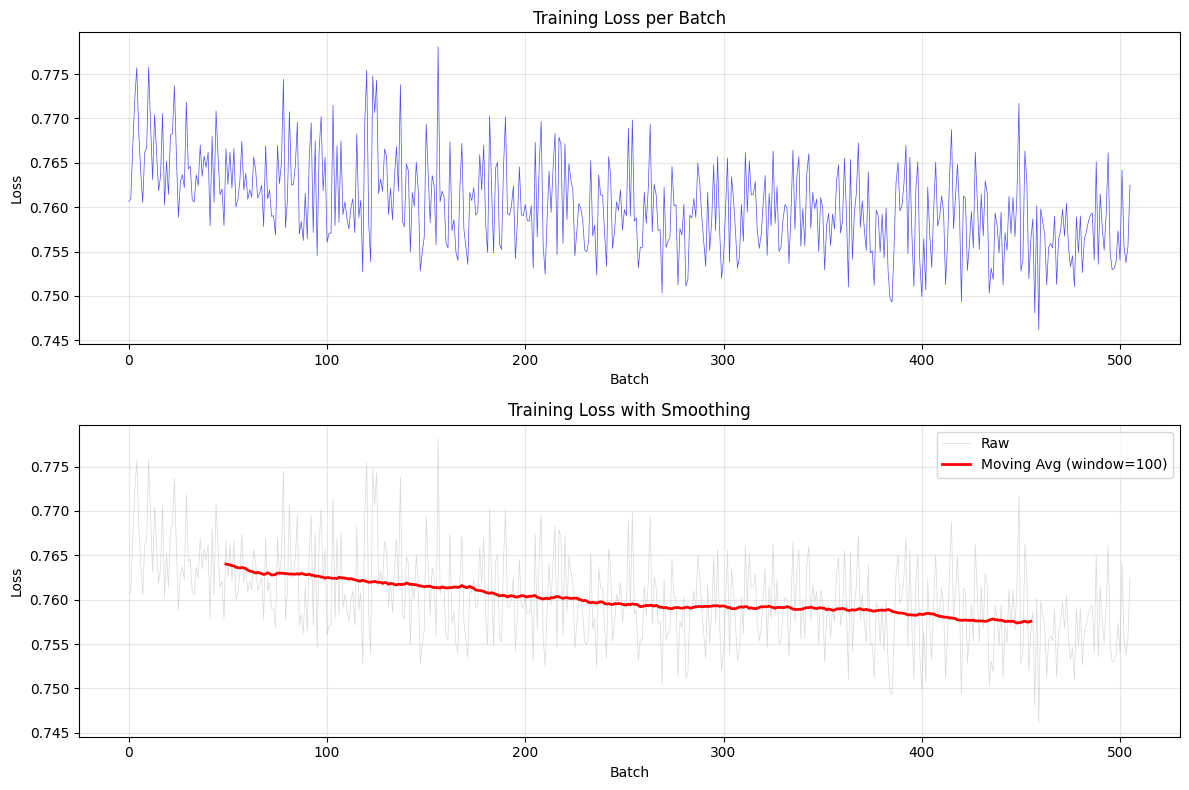 Training Loss per Batch
Loss
0.775
0.770
0.765
0.760
0.755
0.750
0.745
0 100 200 300 400 500
Batch
Training Loss with Smoothing
Loss
0.775
0.770
0.765
0.760
0.755
0.750
0.745
Raw
Moving Avg (window=100)
0 100 200 300 400 500
Batch